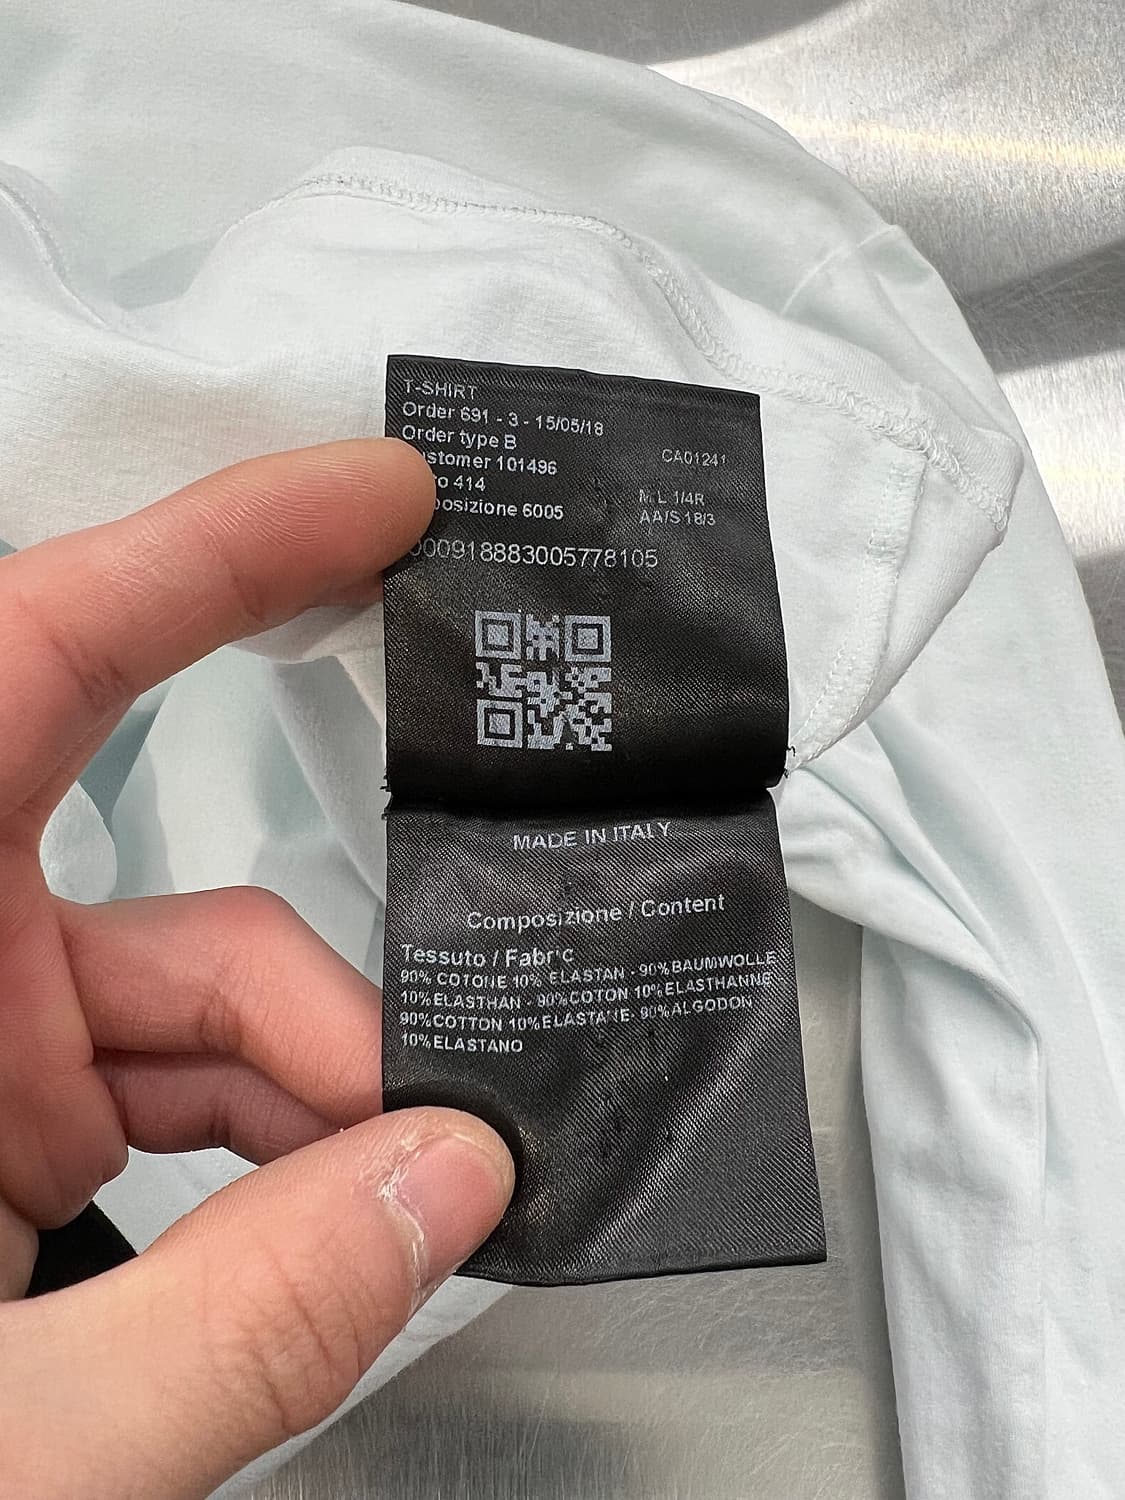 T-SHIRT
Order 691 - 3 - 15/05/18
Order type B
ustomer 101496
CA01241
ro 414
posizione 6005
M L 1/4R
AA/S 18/3
000918883005778105
MADE IN ITALY
Composizione / Content
Tessuto / Fabric
90% COTONE 10% ELASTAN - 90%BAUMWOLLE
10%ELASTHAN - 90%COTON 10%ELASTHANNE
90%COTTON 10%ELASTANE- 90%ALGODON
10%ELASTANO